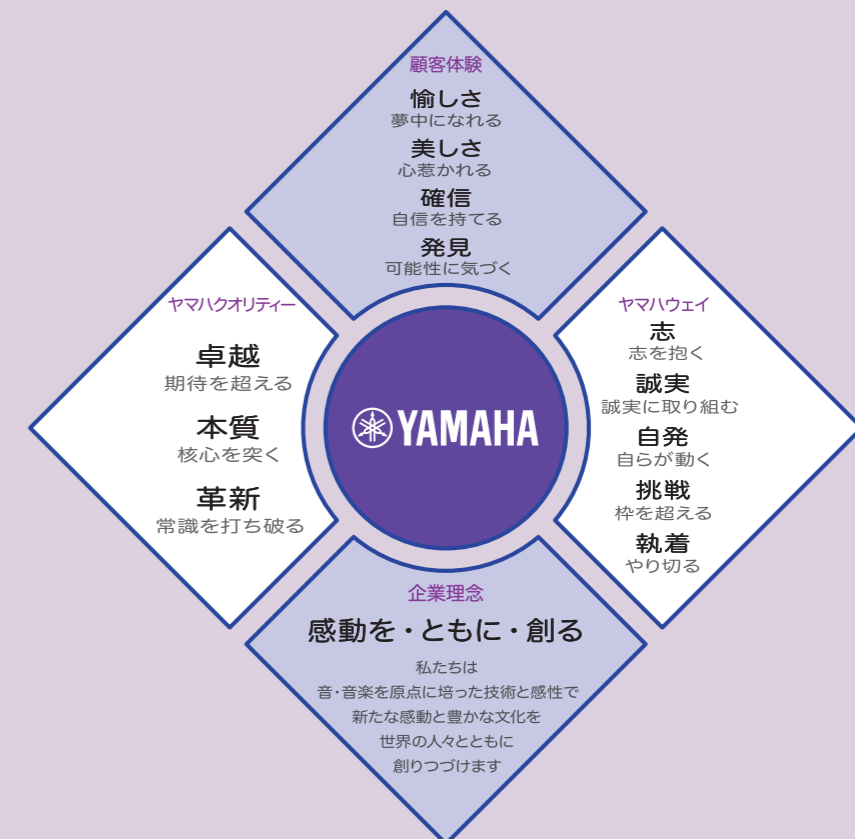 顧客体験
愉しさ
夢中になれる
美しさ
心惹かれる
確信
自信を持てる
発見
可能性に気づく
ヤマハクオリティー
卓越
期待を超える
本質
核心を突く
革新
常識を打ち破る
YAMAHA
ヤマハウェイ
志
志を抱く
誠実
誠実に取り組む
自発
自らが動く
挑戦
枠を超える
執着
やり切る
企業理念
感動を・ともに・創る
私たちは
音・音楽を原点に培った技術と感性で
新たな感動と豊かな文化を
世界の人々とともに
創りつづけます